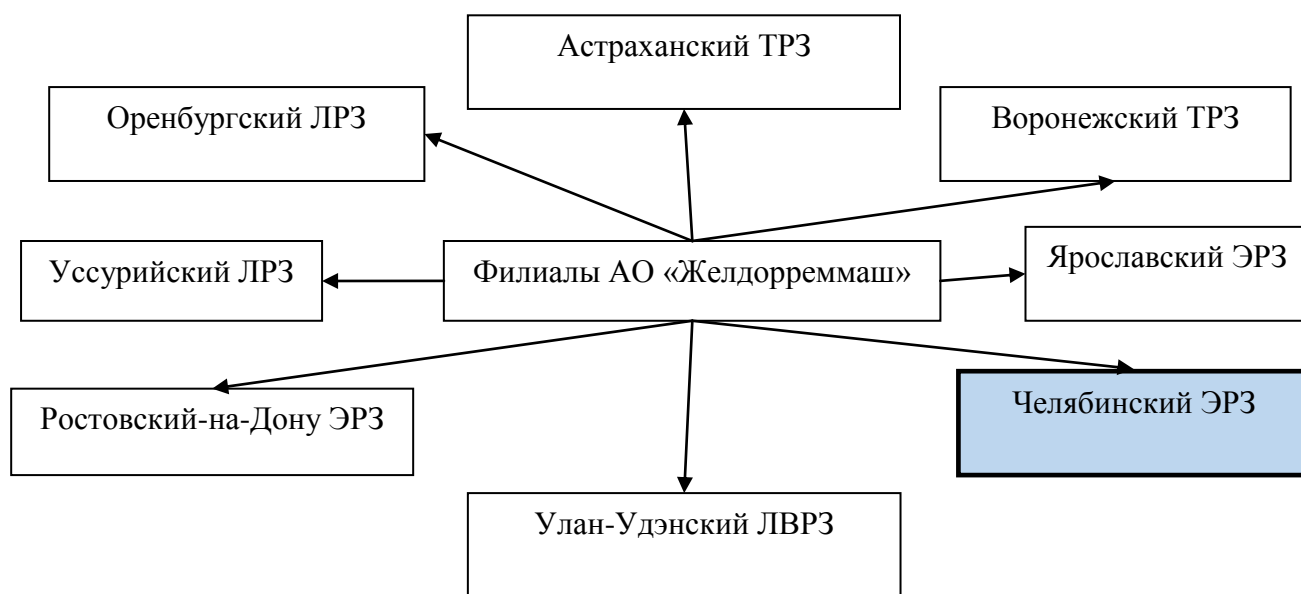 Астраханский ТРЗ
Оренбургский ЛРЗ
Воронежский ТРЗ
Уссурийский ЛРЗ
Филиалы АО «Желдорреммаш»
Ярославский ЭРЗ
Ростовский-на-Дону ЭРЗ
Челябинский ЭРЗ
Улан-Удэнский ЛВРЗ